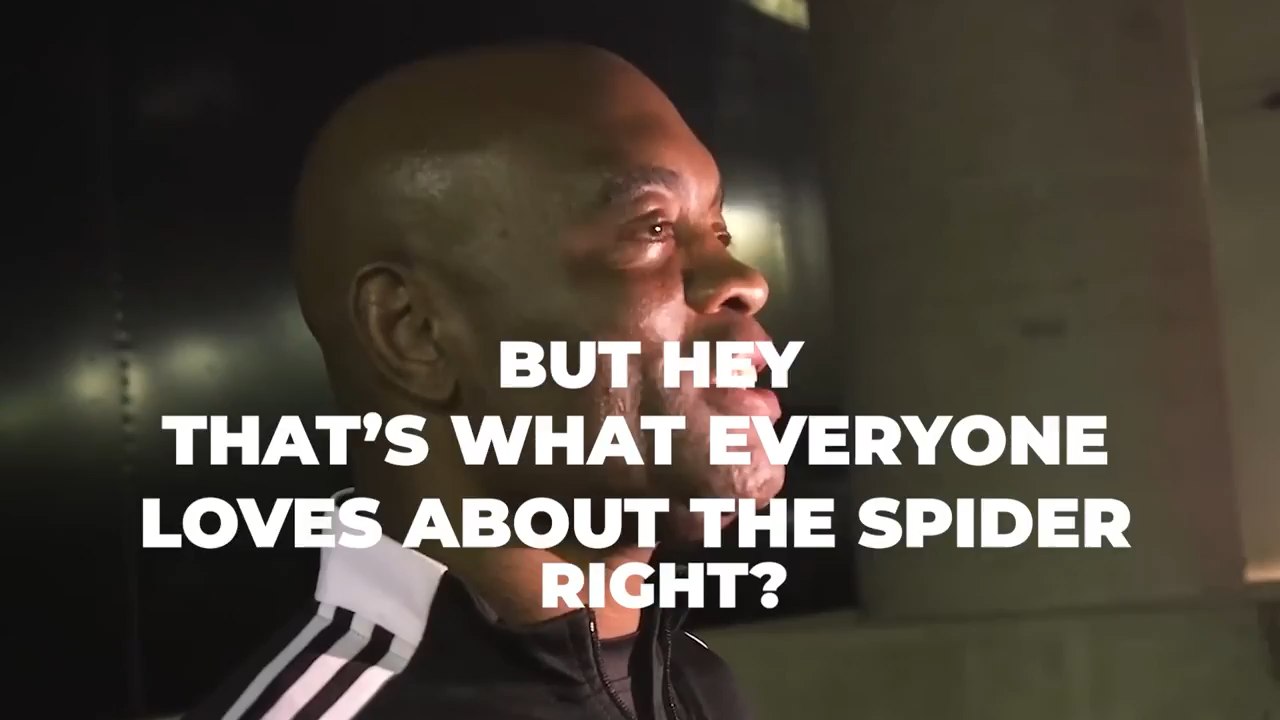 BUT HEY
THAT’S WHAT EVERYONE
LOVES ABOUT THE SPIDER
RIGHT?